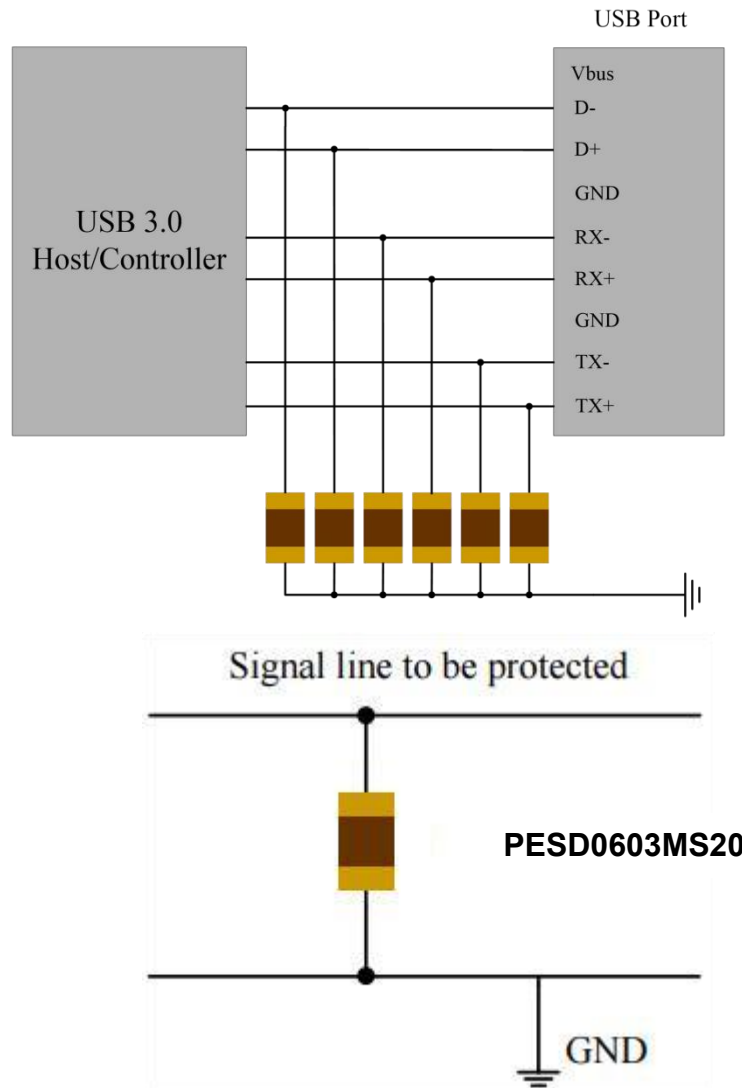 USB Port
Vbus
D-
D+
GND
USB 3.0
Host/Controller
RX-
RX+
GND
TX-
TX+
Signal line to be protected
PESD0603MS20
GND